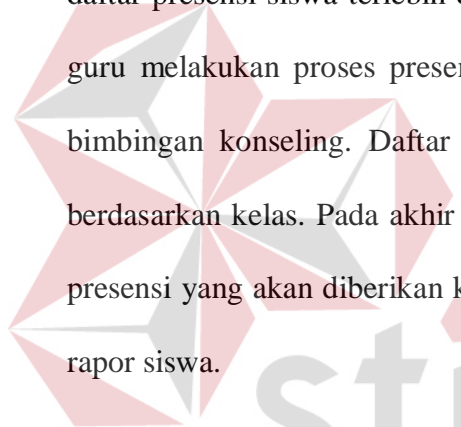 daftar presensi siswa terlebih
guru melakukan proses
bimbingan konseling. Daftar
berdasarkan kelas. Pada akhir
presensi yang akan diberikan
rapor siswa.